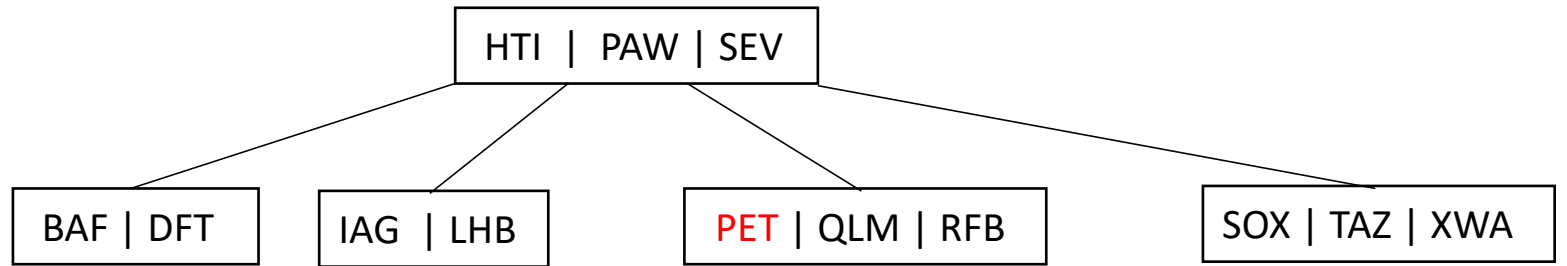 HTI | PAW | SEV
BAF | DFT
IAG | LHB
PET | QLM | RFB
SOX | TAZ | XWA